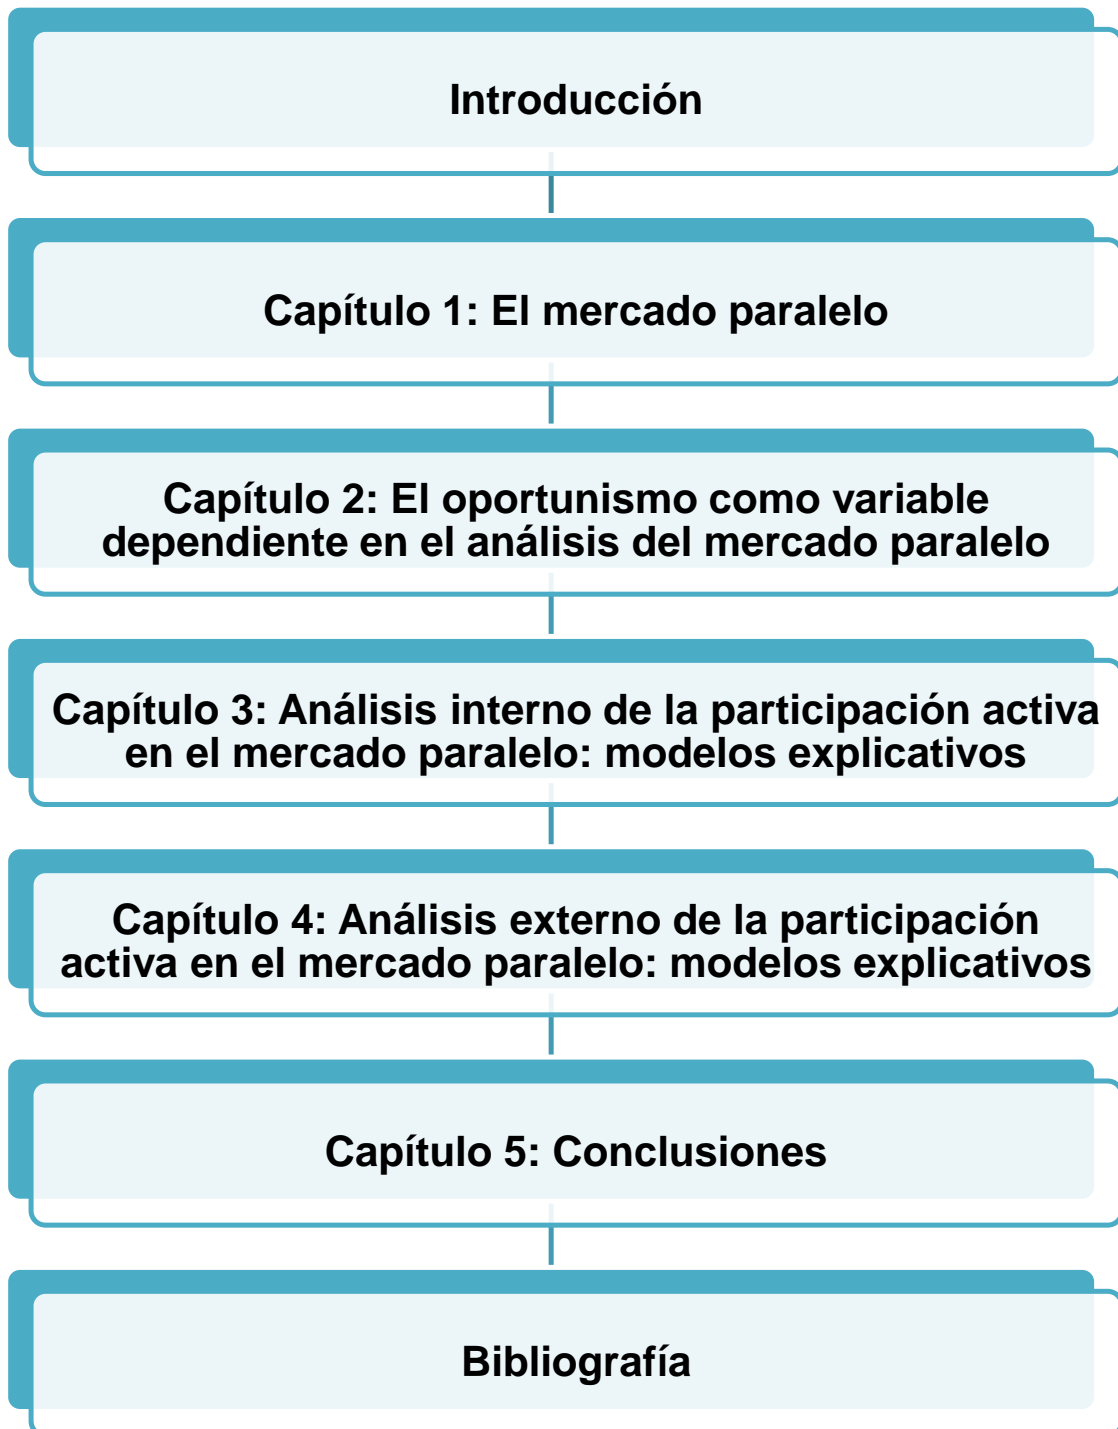 Introducción
Capítulo 1: El mercado paralelo
Capítulo 2: El oportunismo como variable
dependiente en el análisis del mercado paralelo
Capítulo 3: Análisis interno de la participación activa
en el mercado paralelo: modelos explicativos
Capítulo 4: Análisis externo de la participación
activa en el mercado paralelo: modelos explicativos
Capítulo 5: Conclusiones
Bibliografía